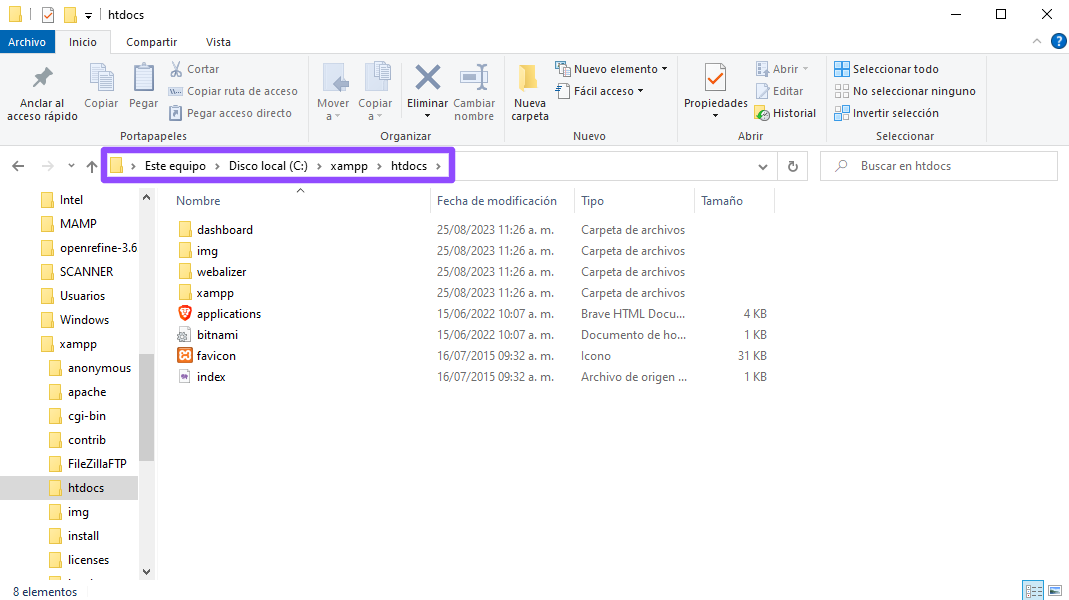 htdocs
Archivo Inicio Compartir Vista
Anclar al acceso rápido
Copiar
Pegar
Cortar
Copiar ruta de acceso
Pegar acceso directo
Portapapeles
Mover a
Copiar a
Eliminar
Cambiar nombre
Organizar
Nueva carpeta
Nuevo elemento
Fácil acceso
Nuevo
Propiedades
Abrir
Editar
Historial
Abrir
Seleccionar todo
No seleccionar ninguno
Invertir selección
Seleccionar
Este equipo > Disco local (C:) > xampp > htdocs >
Buscar en htdocs
Intel
MAMP
openrefine-3.6
SCANNER
Usuarios
Windows
xampp
anonymous
apache
cgi-bin
contrib
FileZillaFTP
htdocs
img
install
licenses
Nombre Fecha de modificación Tipo Tamaño
dashboard 25/08/2023 11:26 a. m. Carpeta de archivos
img 25/08/2023 11:26 a. m. Carpeta de archivos
webalizer 25/08/2023 11:26 a. m. Carpeta de archivos
xampp 25/08/2023 11:26 a. m. Carpeta de archivos
applications 15/06/2022 10:07 a. m. Brave HTML Docu... 4 KB
bitnami 15/06/2022 10:07 a. m. Documento de ho... 1 KB
favicon 16/07/2015 09:32 a. m. Icono 31 KB
index 16/07/2015 09:32 a. m. Archivo de origen ... 1 KB
8 elementos